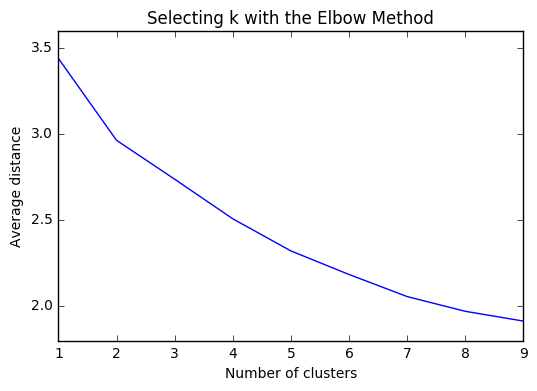 Selecting k with the Elbow Method
3.5
3.0
2.5
2.0
Average distance
1 2 3 4 5 6 7 8 9
Number of clusters